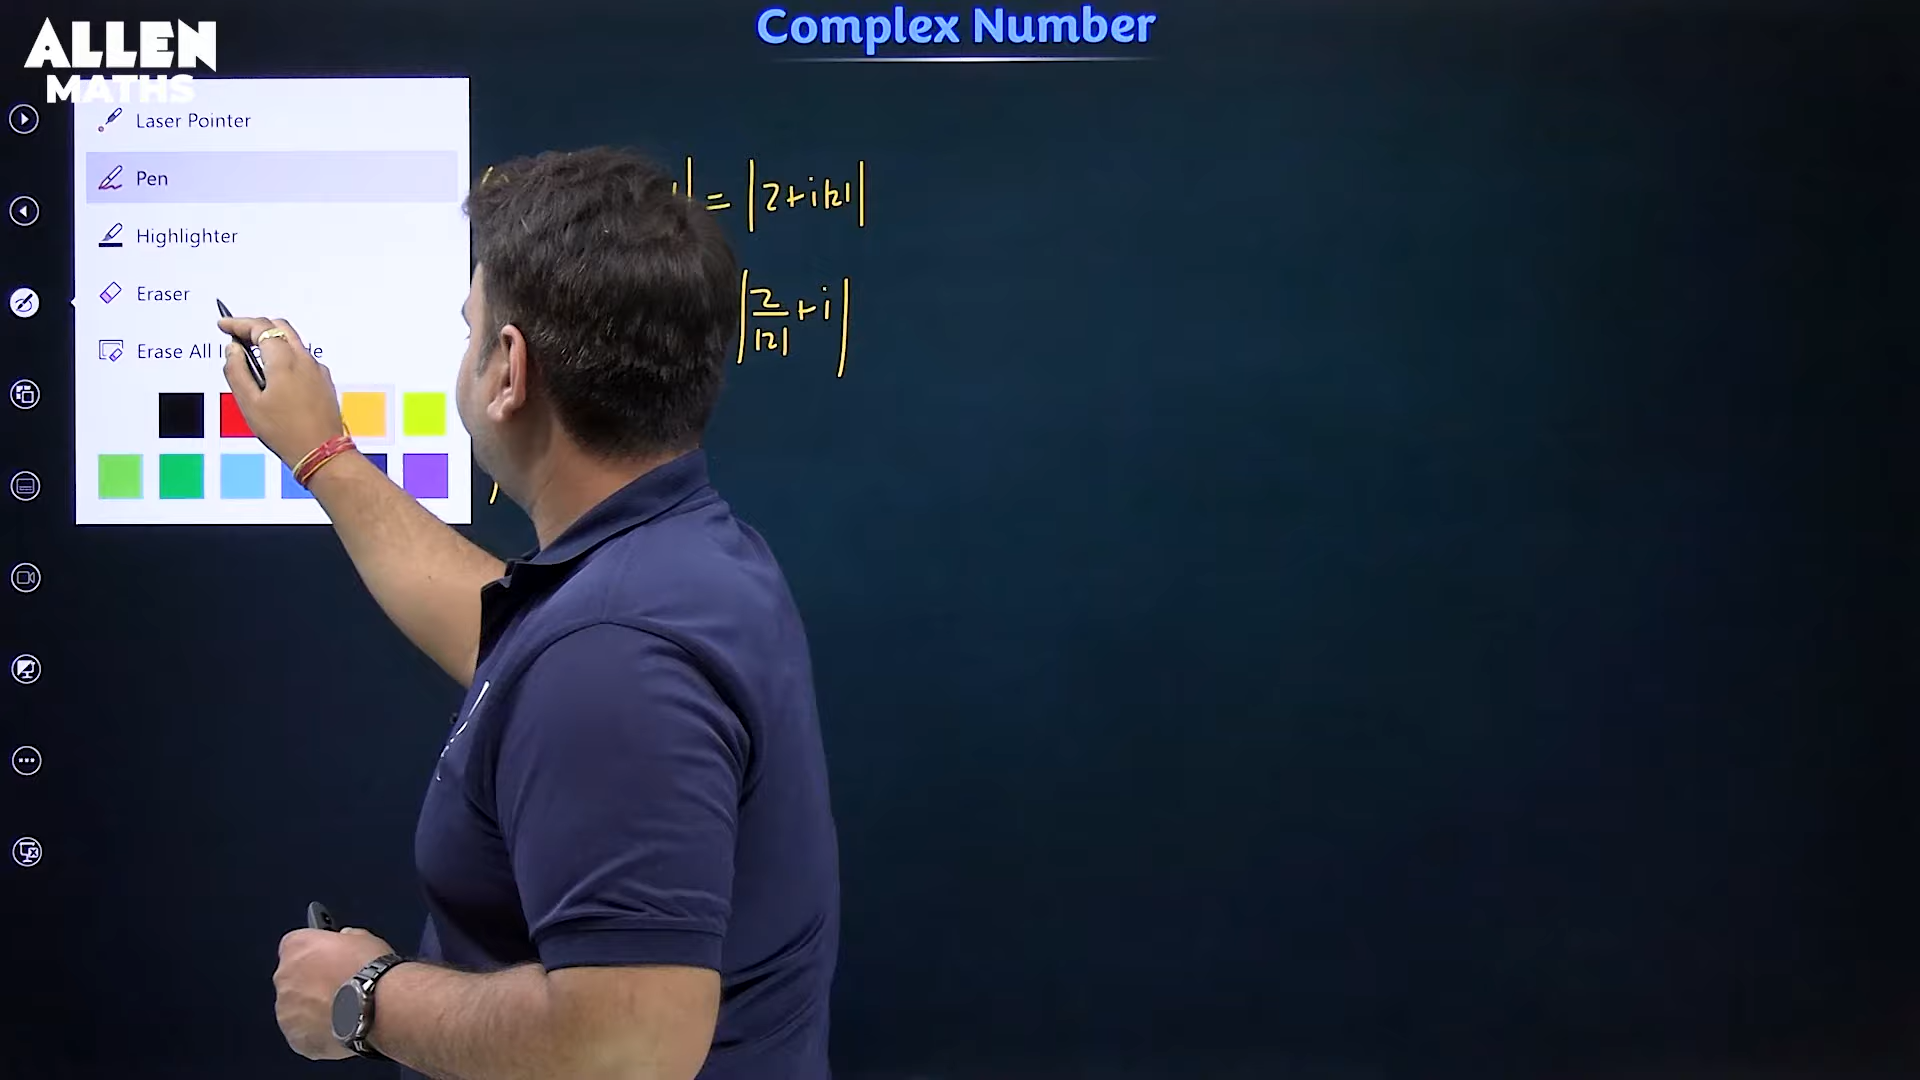 ALLEN
MATHS
Complex Number
Laser Pointer
Pen
Highlighter
Eraser
Erase All
| = |z+i|z||
|z/|z| + i|